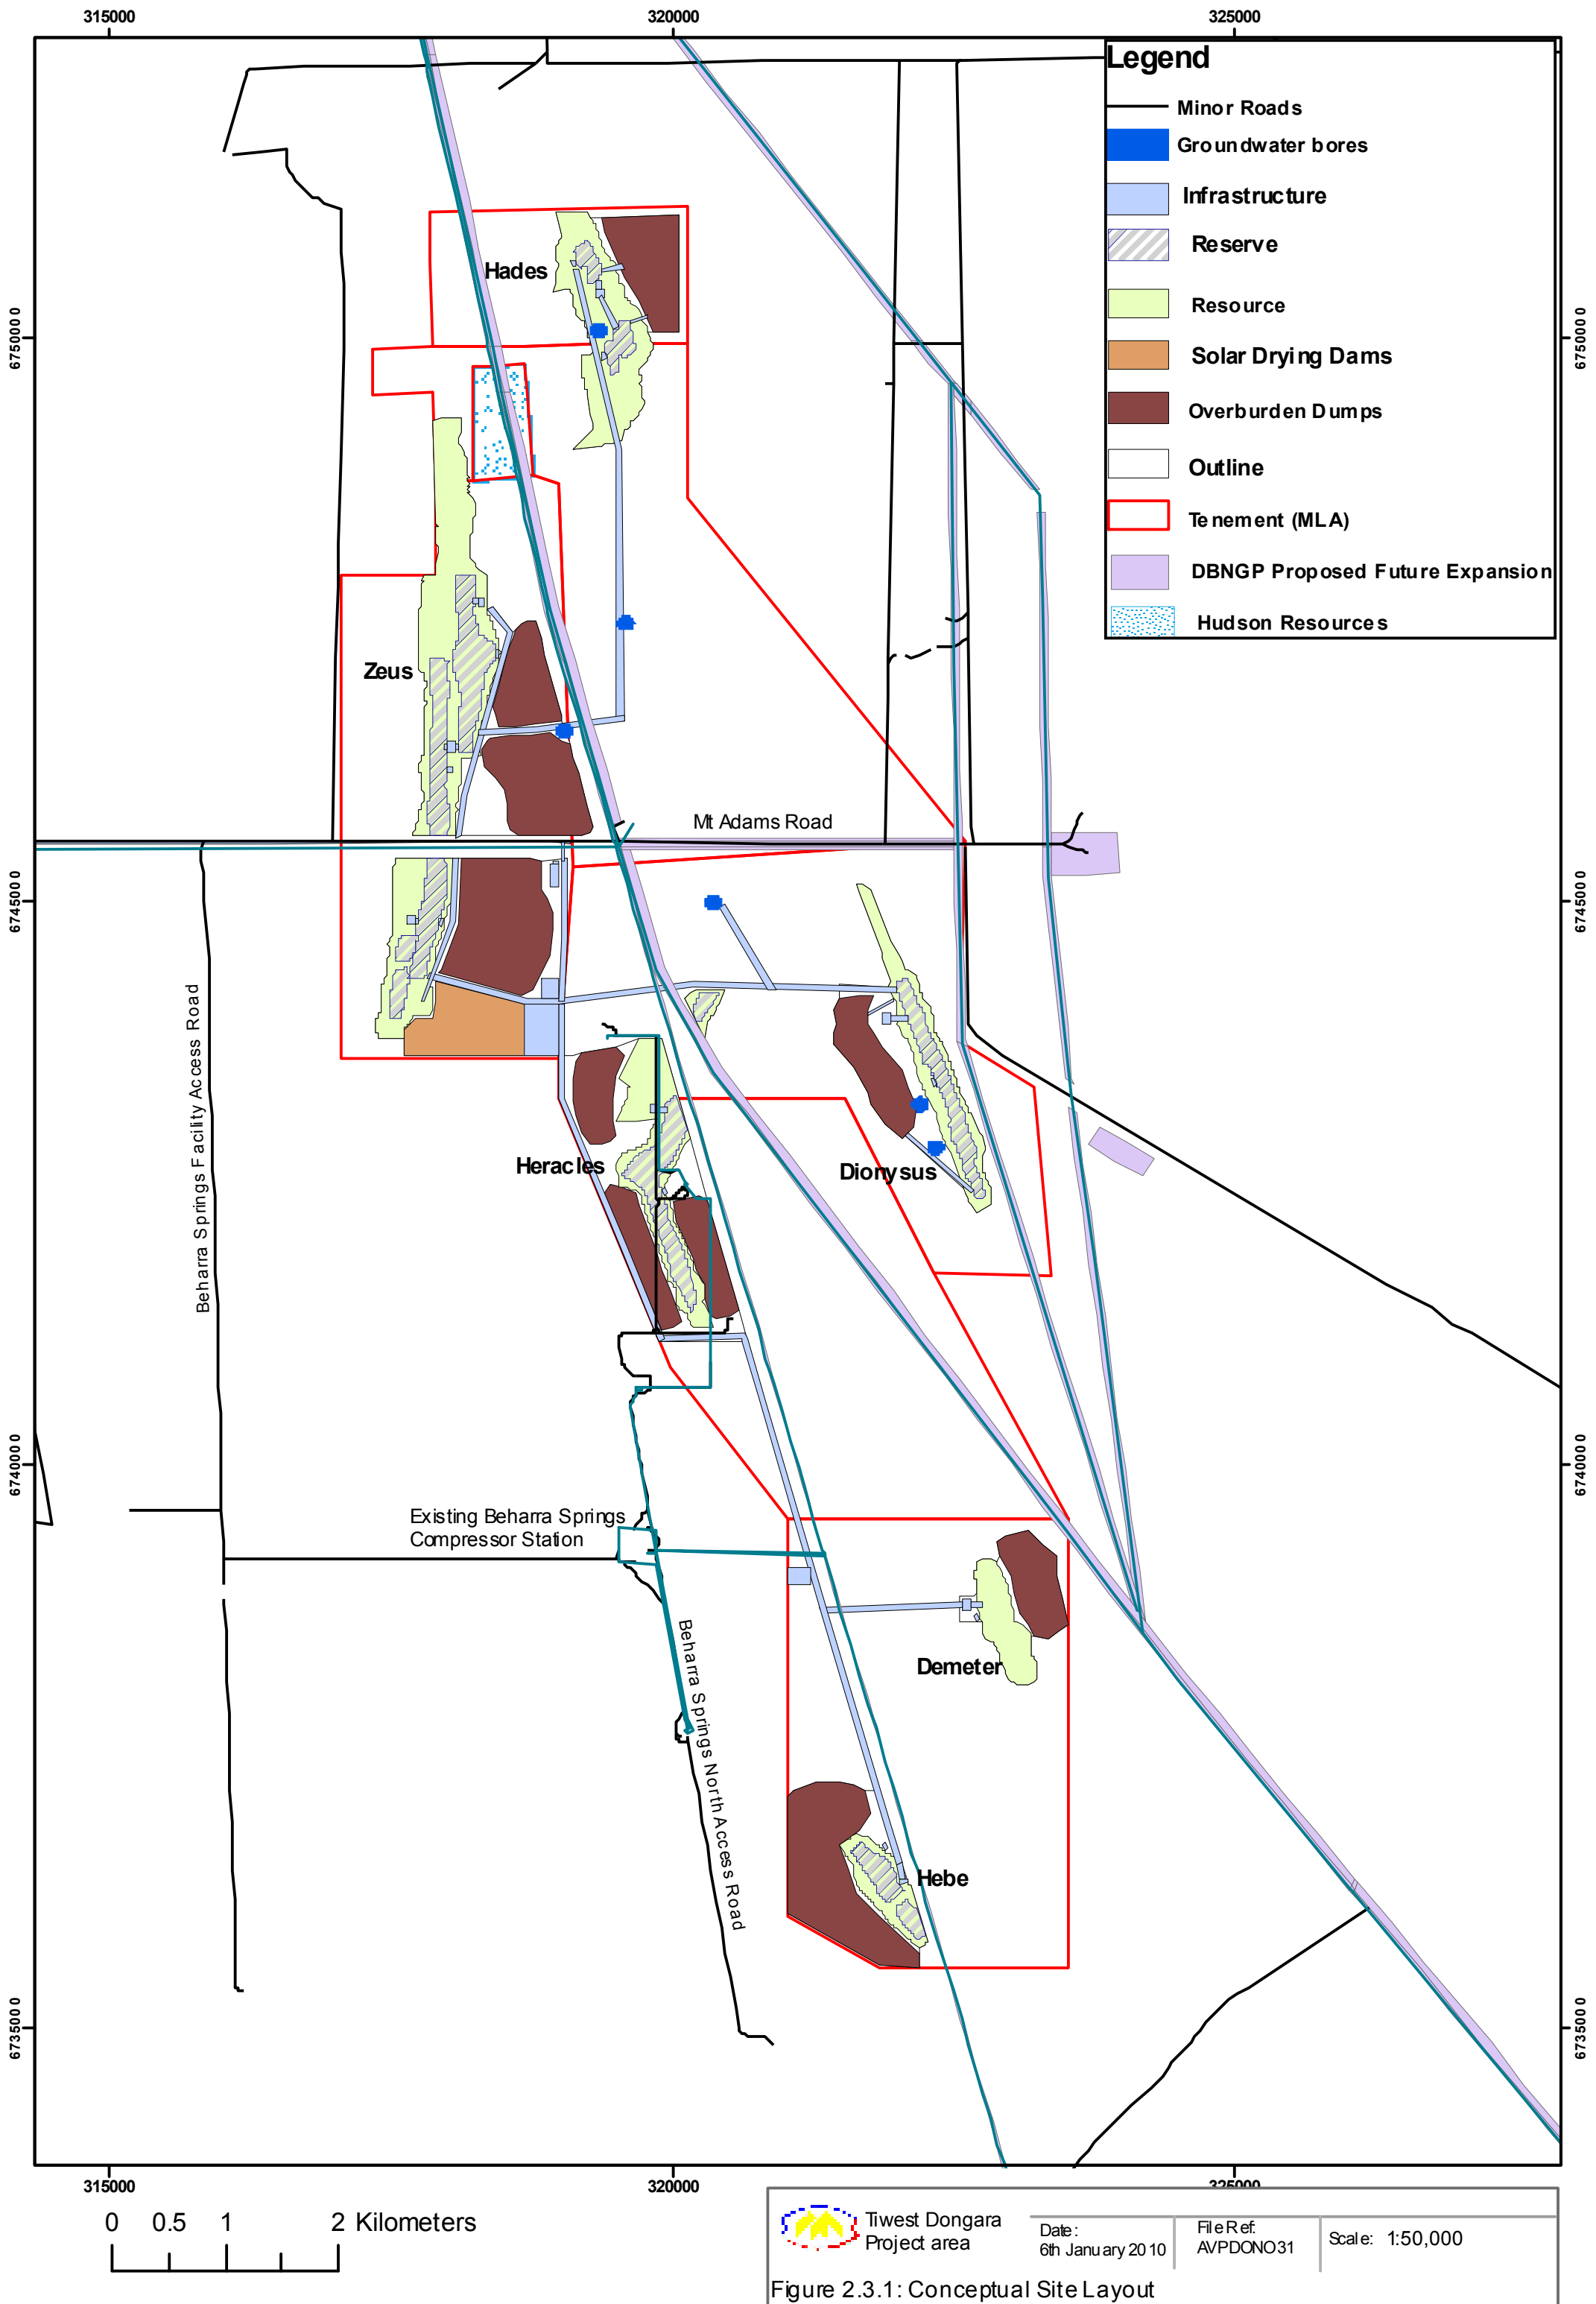 315000
320000
325000
Legend
Minor Roads
Groundwater bores
Infrastructure
Reserve
Resource
Solar Drying Dams
Overburden Dumps
Outline
Tenement (MLA)
DBNGP Proposed Future Expansion
Hudson Resources
Hades
6750000
6750000
Zeus
Mt Adams Road
6745000
6745000
Beharra Springs Facility Access Road
Heracles
Dionysus
6740000
6740000
Existing Beharra Springs
Compressor Station
Beharra Springs North Access Road
Demeter
Hebe
6735000
6735000
315000
320000
325000
0 0.5 1 2 Kilometers
Tiwest Dongara
Project area
Date:
6th January 2010
File Ref:
AVPDONO31
Scale: 1:50,000
Figure 2.3.1: Conceptual Site Layout